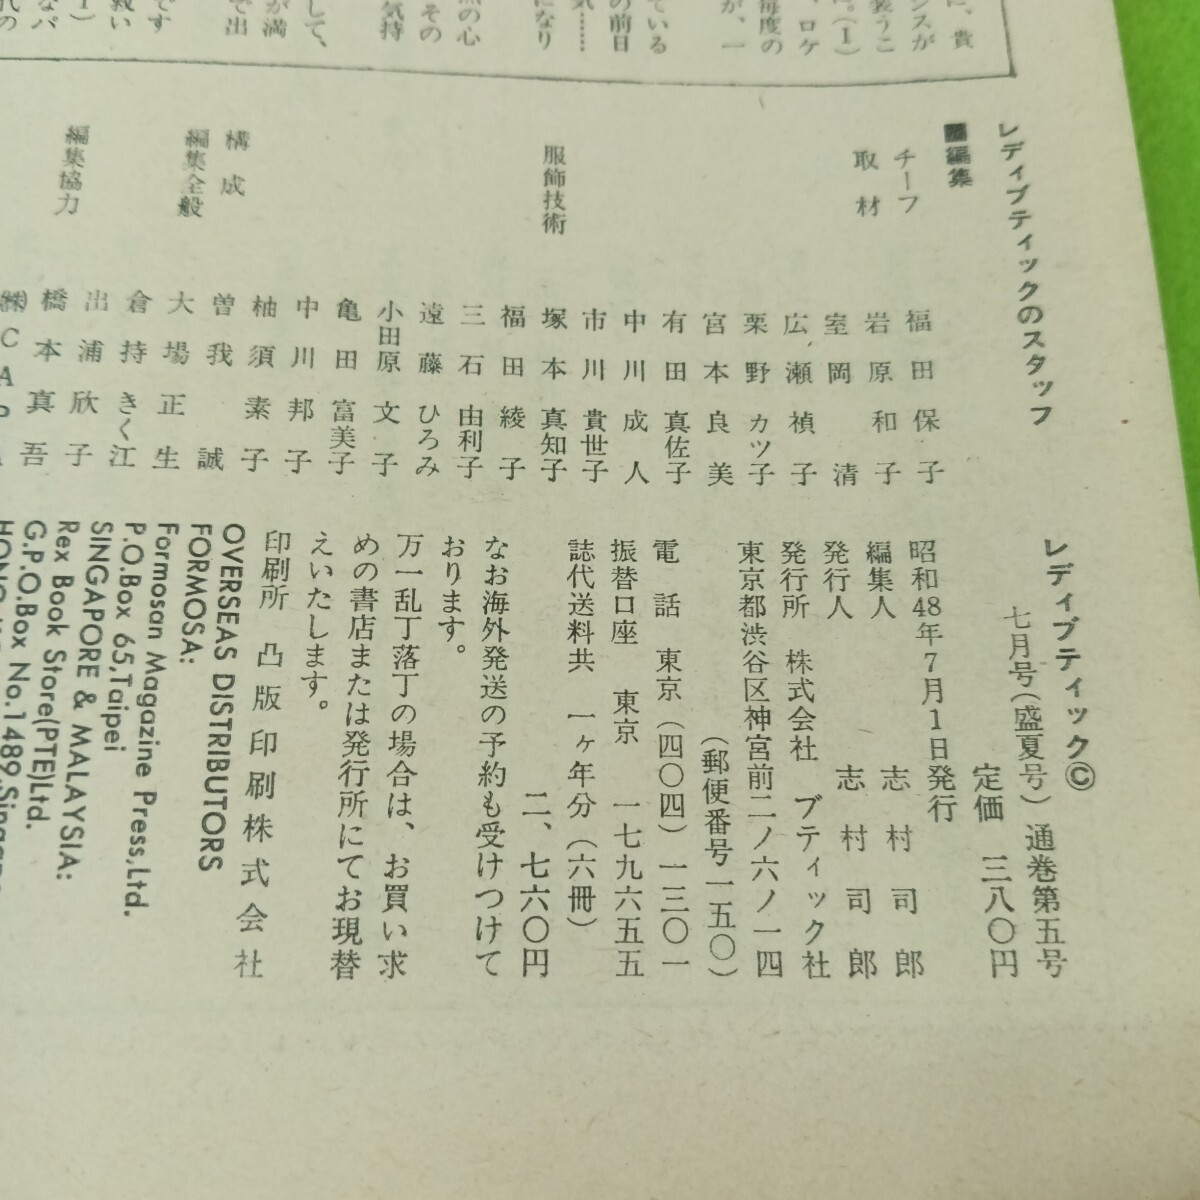 レディブティックのスタッフ
■編集
チーフ　福田保子
取材　岩原和子
室岡　清
広瀬禎子
栗野カツ子
宮本良美
有田真佐子
中川成人
市川貴世子
服飾技術　塚本真知子
福田綾子
三石由利子
遠藤ひろみ
小田原文子
亀田富美子
中川邦子
柚須素子
構成　曽我　誠
編集全般　大場正生
倉持きく江
出浦欣子
編集協力　橋本真吾
㈱CAP
レディブティック©
七月号(盛夏号) 通巻第五号
定価　三八〇円
昭和48年7月1日発行
編集人　志村司郎
発行人　志村司郎
発行所　株式会社　ブティック社
東京都渋谷区神宮前二ノ六ノ一四
(郵便番号一五〇)
電　話　東京(四〇四)一三〇一
振替口座　東京　一七九六五五
誌代送料共　一ヶ年分(六冊)
二、七六〇円
なお海外発送の予約も受けつけて
おります。
万一乱丁落丁の場合は、お買い求
めの書店または発行所にてお現替
えいたします。
印刷所　凸版印刷株式会社
OVERSEAS DISTRIBUTORS
FORMOSA:
Formosan Magazine Press,Ltd.
P.O.Box 65,Taipei
SINGAPORE & MALAYSIA:
Rex Book Store(PTE)Ltd.
G.P.O.Box No.1489,Singap